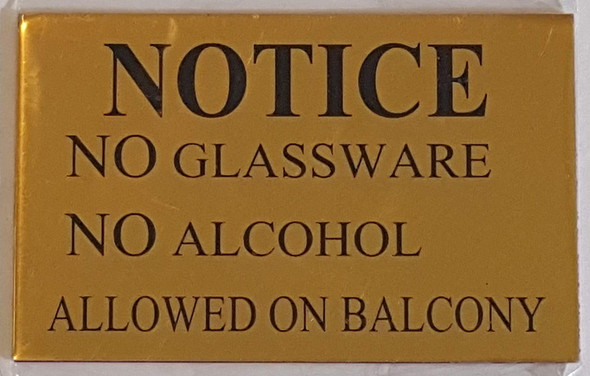 NOTICE
NO GLASSWARE
NO ALCOHOL
ALLOWED ON BALCONY